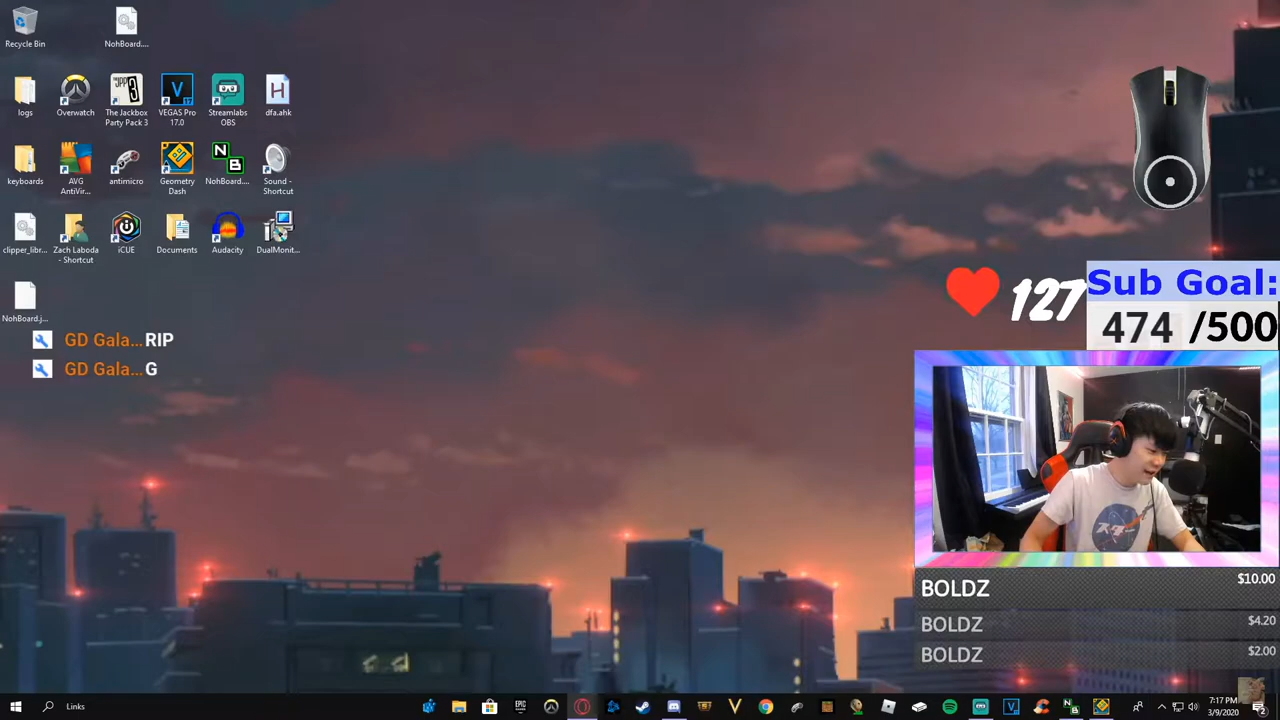 Recycle Bin
NohBoard....
logs
Overwatch
The Jackbox
Party Pack 3
VEGAS Pro
17.0
Streamlabs
OBS
dfa.ahk
keyboards
AVG
AntiVir...
antimicro
Geometry
Dash
NohBoard....
Sound -
Shortcut
clipper_libr...
Zach Laboda
- Shortcut
iCUE
Documents
Audacity
DualMonit...
NohBoard.j...
GD Gala...RIP
GD Gala...G
127
Sub Goal:
474 /500
BOLDZ $10.00
BOLDZ $4.20
BOLDZ $2.00
Links
EPIC
7:17 PM
3/9/2020